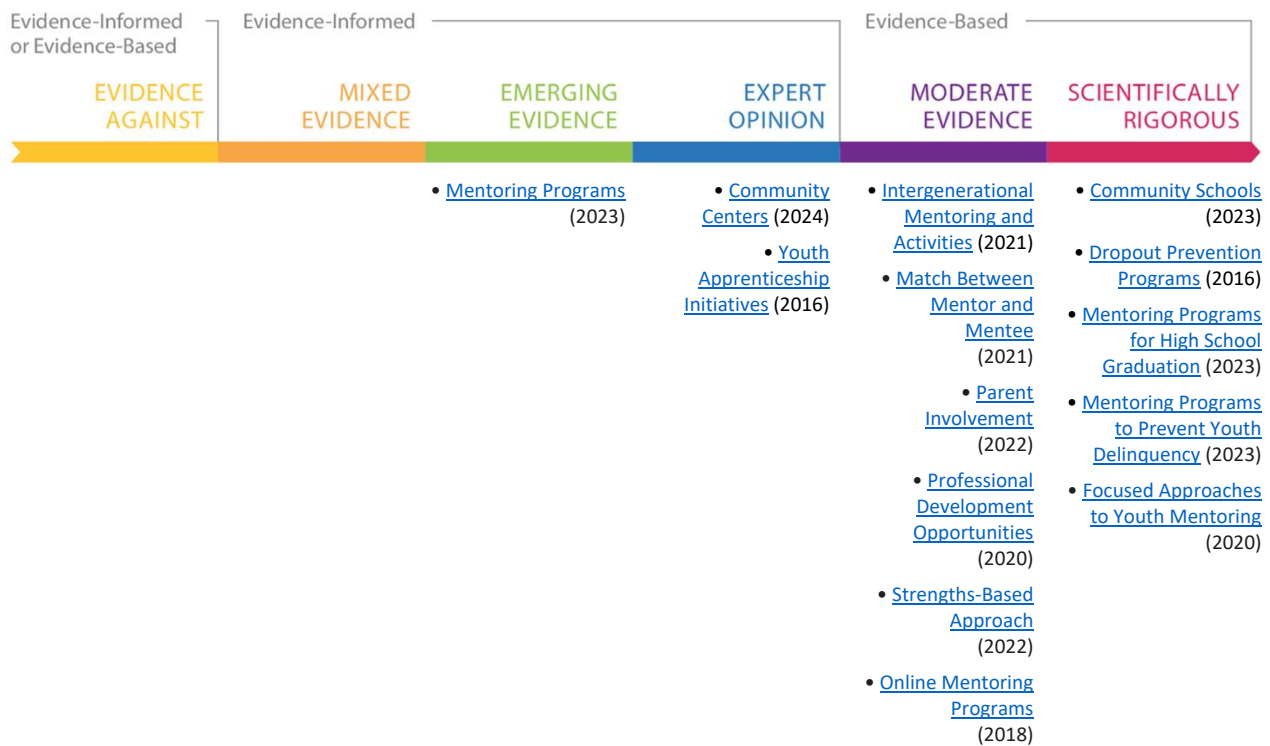 Evidence-Informed
or Evidence-Based
Evidence-Informed
Evidence-Based
EVIDENCE
AGAINST
MIXED
EVIDENCE
EMERGING
EVIDENCE
EXPERT
OPINION
MODERATE
EVIDENCE
SCIENTIFICALLY
RIGOROUS
• Mentoring Programs
(2023)
• Community
Centers (2024)
• Youth
Apprenticeship
Initiatives (2016)
• Intergenerational
Mentoring and
Activities (2021)
• Match Between
Mentor and
Mentee
(2021)
• Parent
Involvement
(2022)
• Professional
Development
Opportunities
(2020)
• Strengths-Based
Approach
(2022)
• Online Mentoring
Programs
(2018)
• Community Schools
(2023)
• Dropout Prevention
Programs (2016)
• Mentoring Programs
for High School
Graduation (2023)
• Mentoring Programs
to Prevent Youth
Delinquency (2023)
• Focused Approaches
to Youth Mentoring
(2020)